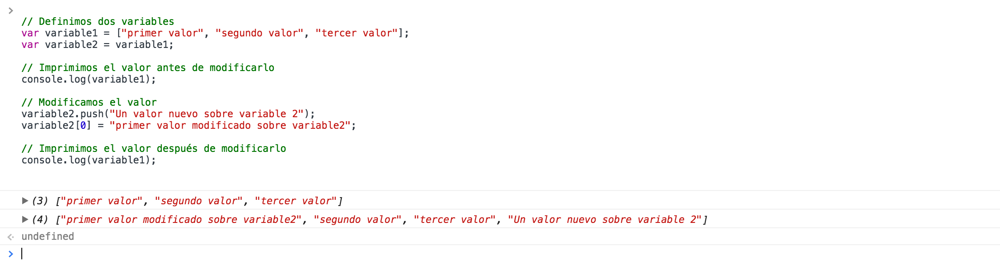 >
// Definimos dos variables
var variable1 = ["primer valor", "segundo valor", "tercer valor"];
var variable2 = variable1;
// Imprimimos el valor antes de modificarlo
console.log(variable1);
// Modificamos el valor
variable2.push("Un valor nuevo sobre variable 2");
variable2[0] = "primer valor modificado sobre variable2";
// Imprimimos el valor después de modificarlo
console.log(variable1);
(3) ["primer valor", "segundo valor", "tercer valor"]
(4) ["primer valor modificado sobre variable2", "segundo valor", "tercer valor", "Un valor nuevo sobre variable 2"]
undefined
>